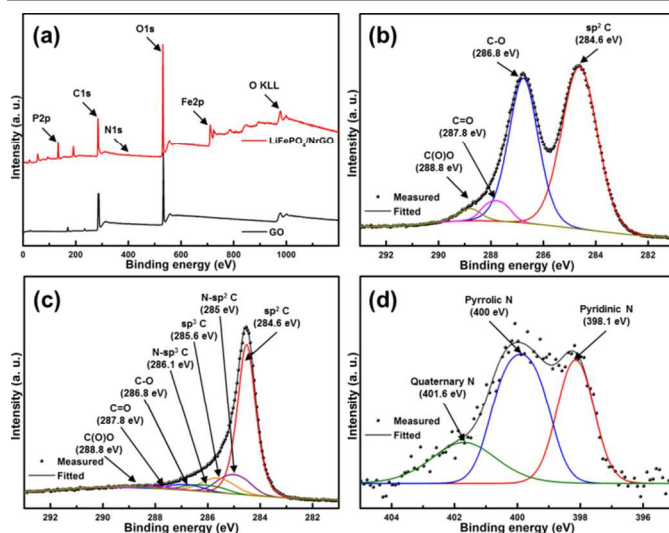 (a)
O1s
C1s
P2p
N1s
Fe2p
O KLL
LiFePO₄/NrGO
GO
Intensity (a. u.)
0 200 400 600 800 1000
Binding energy (eV)
(b)
C-O
(286.8 eV)
sp² C
(284.6 eV)
C=O
(287.8 eV)
C(O)O
(288.8 eV)
Measured
Fitted
Intensity (a. u.)
292 290 288 286 284 282
Binding energy (eV)
(c)
N-sp² C
(285 eV)
sp² C
(284.6 eV)
sp³ C
(285.6 eV)
N-sp³ C
(286.1 eV)
C-O
(286.8 eV)
C=O
(287.8 eV)
C(O)O
(288.8 eV)
Measured
Fitted
Intensity (a. u.)
292 290 288 286 284 282
Binding energy (eV)
(d)
Pyrrolic N
(400 eV)
Pyridinic N
(398.1 eV)
Quaternary N
(401.6 eV)
Measured
Fitted
Intensity (a. u.)
404 402 400 398 396
Binding energy (eV)